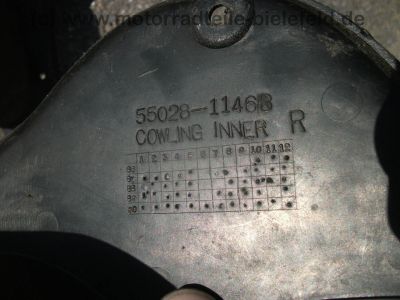 (c) www.motorradteile-bielefeld.de
55028-1146B
COWLING INNER R
1 2 3 4 5 6 7 8 9 10 11 12